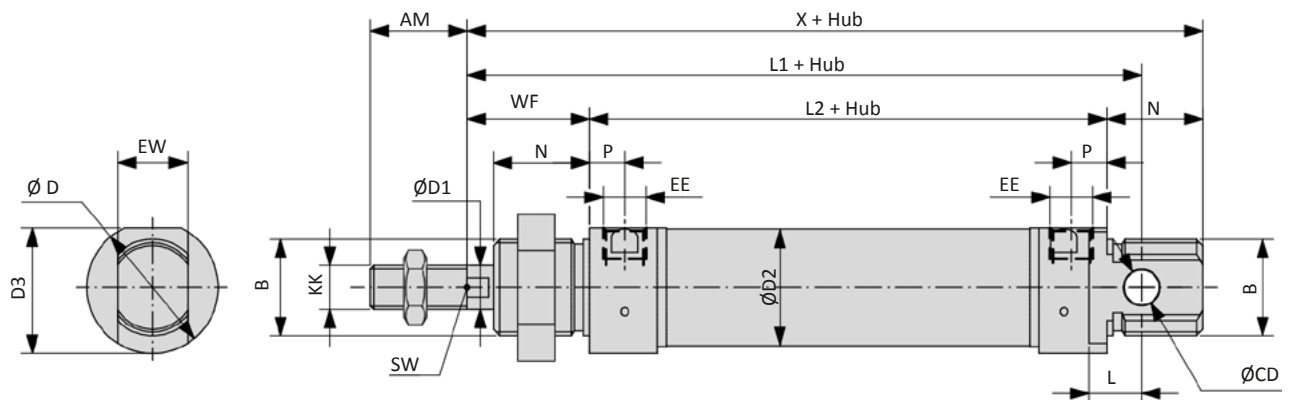 AM
X + Hub
L1 + Hub
WF
L2 + Hub
N
EW
N
P
P
Ø D
ØD1
EE
EE
D3
B
KK
ØD2
B
SW
L
ØCD